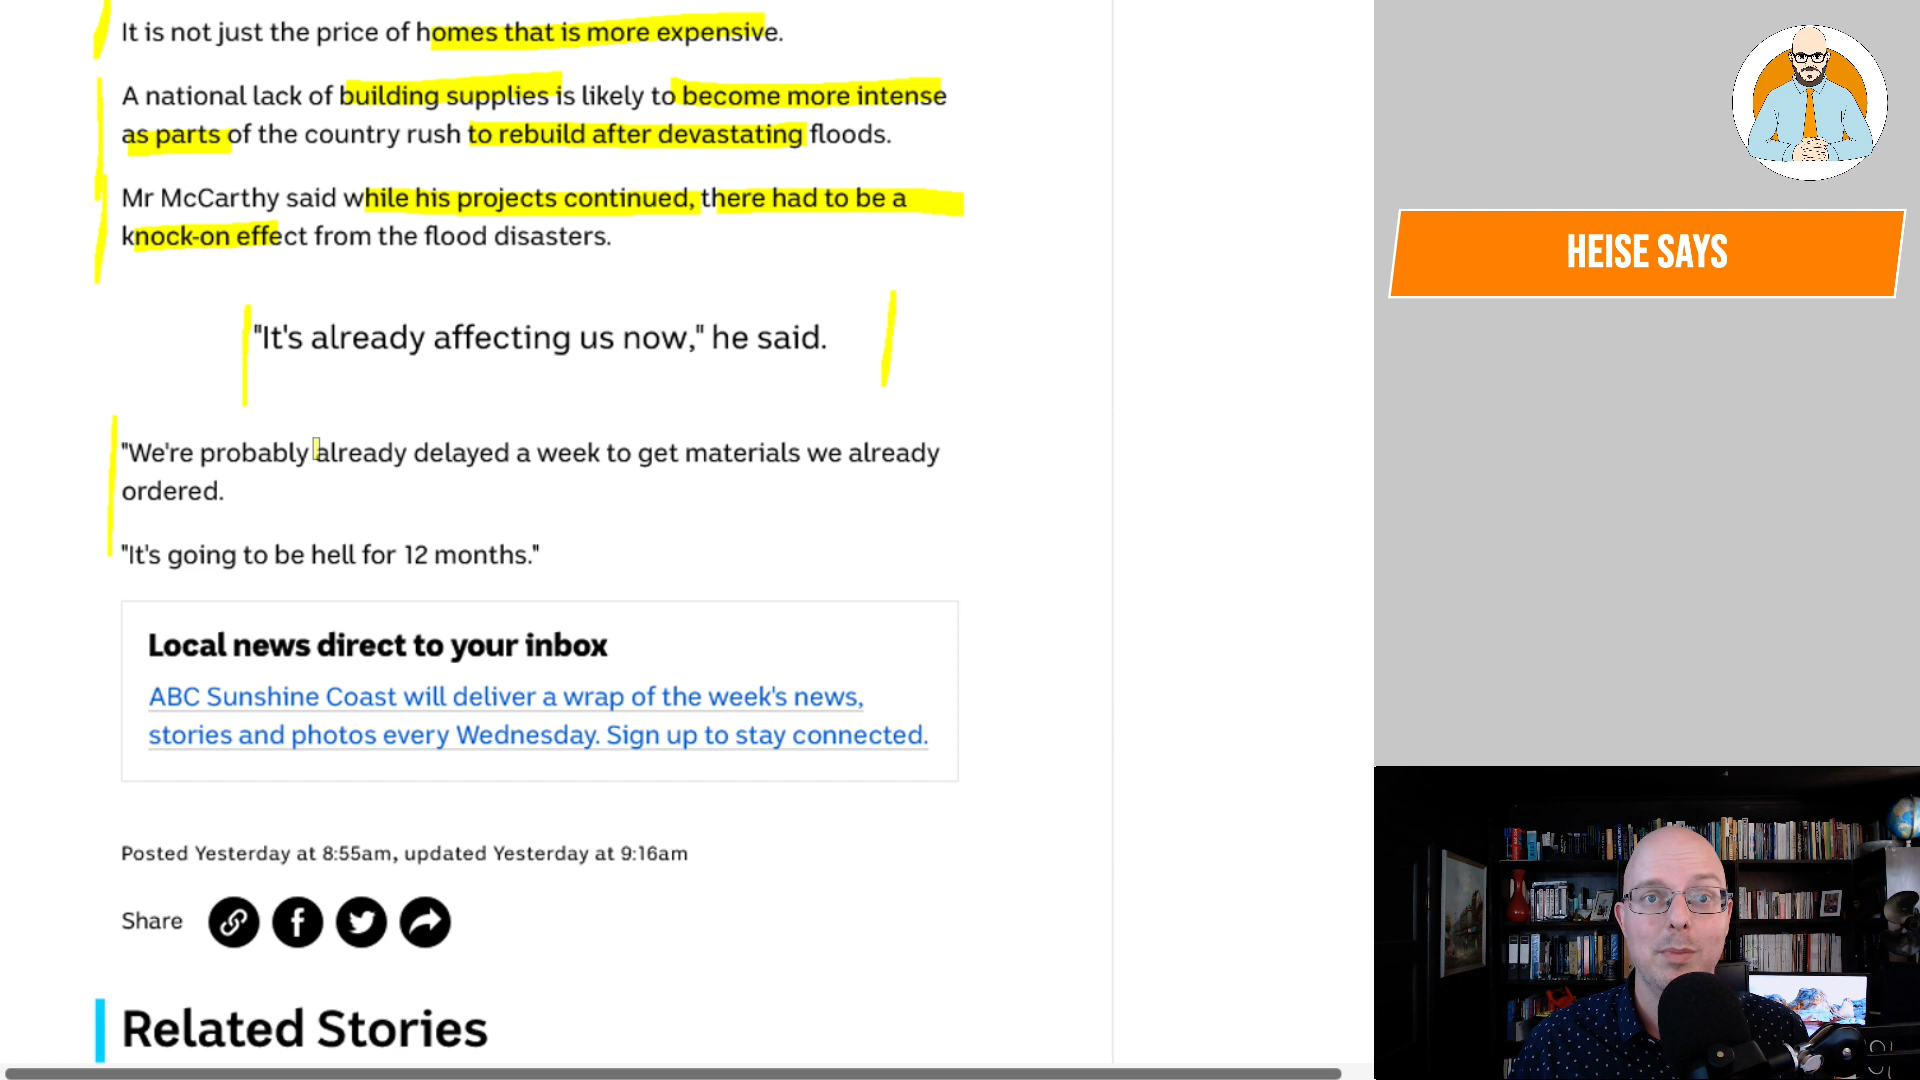 It is not just the price of homes that is more expensive.
A national lack of building supplies is likely to become more intense
as parts of the country rush to rebuild after devastating floods.
Mr McCarthy said while his projects continued, there had to be a
knock-on effect from the flood disasters.
"It's already affecting us now," he said.
"We're probably already delayed a week to get materials we already
ordered.
"It's going to be hell for 12 months."
Local news direct to your inbox
ABC Sunshine Coast will deliver a wrap of the week's news,
stories and photos every Wednesday. Sign up to stay connected.
Posted Yesterday at 8:55am, updated Yesterday at 9:16am
Share
Related Stories
HEISE SAYS